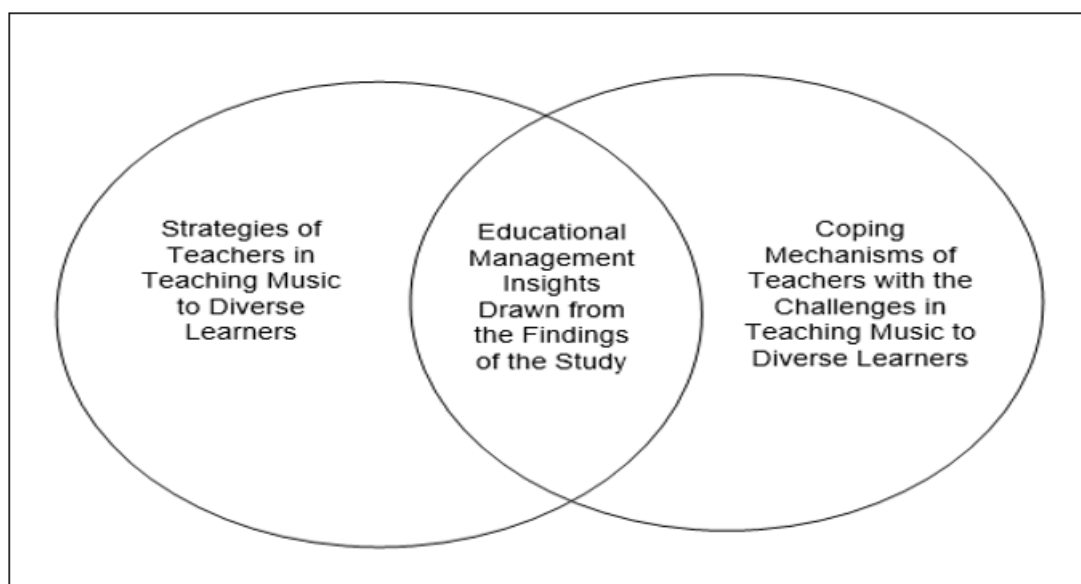 Strategies of
Teachers in
Teaching Music
to Diverse
Learners
Educational
Management
Insights
Drawn from
the Findings
of the Study
Coping
Mechanisms of
Teachers with the
Challenges in
Teaching Music to
Diverse Learners